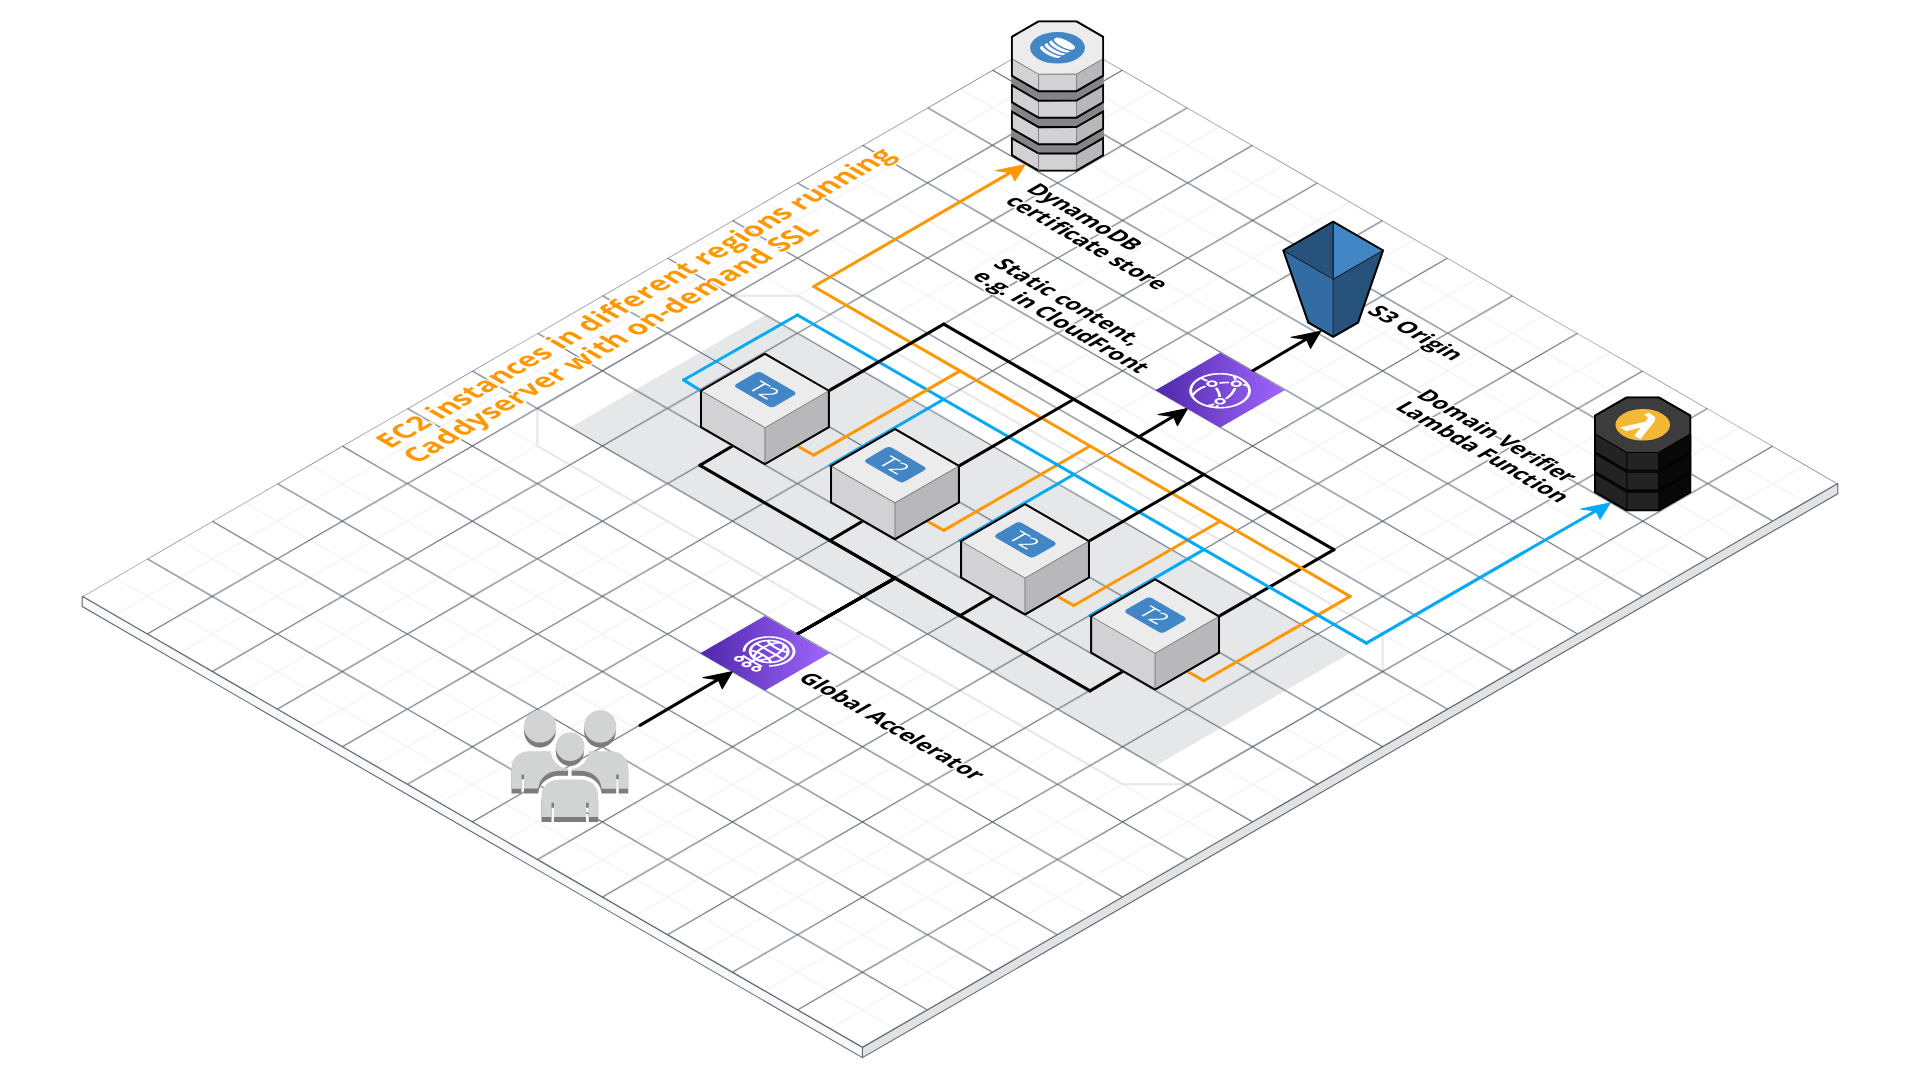 EC2 instances in different regions running
Caddyserver with on-demand SSL
DynamoDB
certificate store
Static content,
e.g. in CloudFront
S3 Origin
Domain Verifier
Lambda Function
T2
T2
T2
T2
Global Accelerator